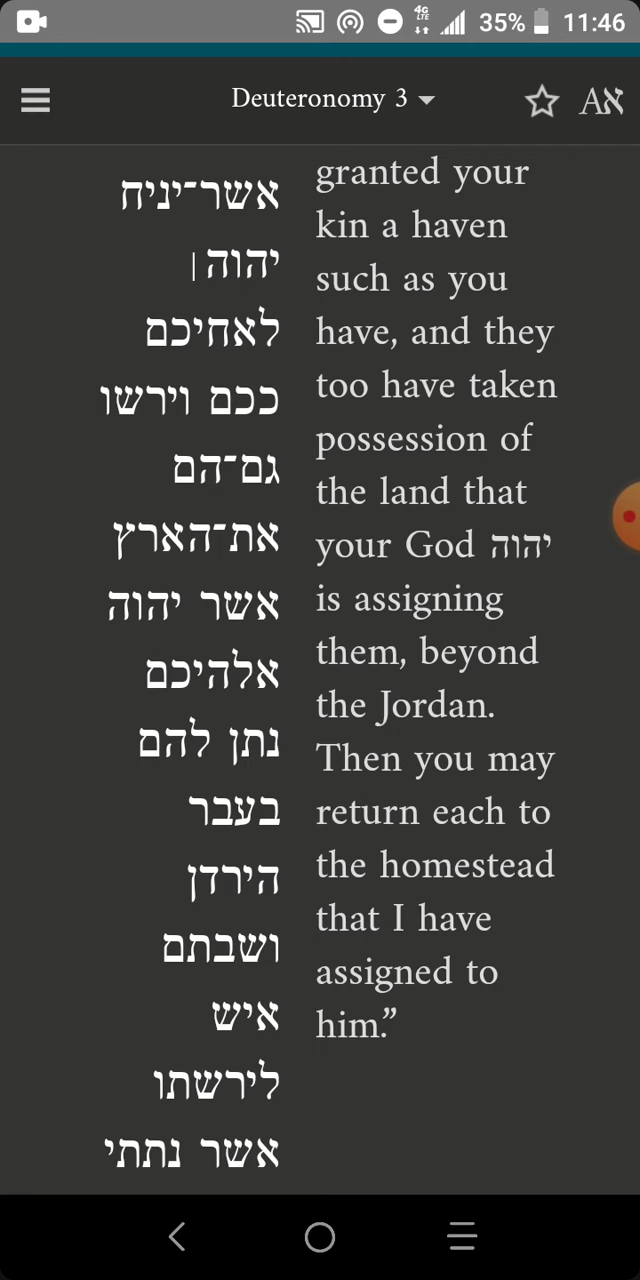 4G
LTE
35%
11:46
Deuteronomy 3
Aא
אשר־יניח
יהוה ׀
לאחיכם
ככם וירשו
גם־הם
את־הארץ
אשר יהוה
אלהיכם
נתן להם
בעבר
הירדן
ושבתם
איש
לירשתו
אשר נתתי
granted your
kin a haven
such as you
have, and they
too have taken
possession of
the land that
your God יהוה
is assigning
them, beyond
the Jordan.
Then you may
return each to
the homestead
that I have
assigned to
him.”